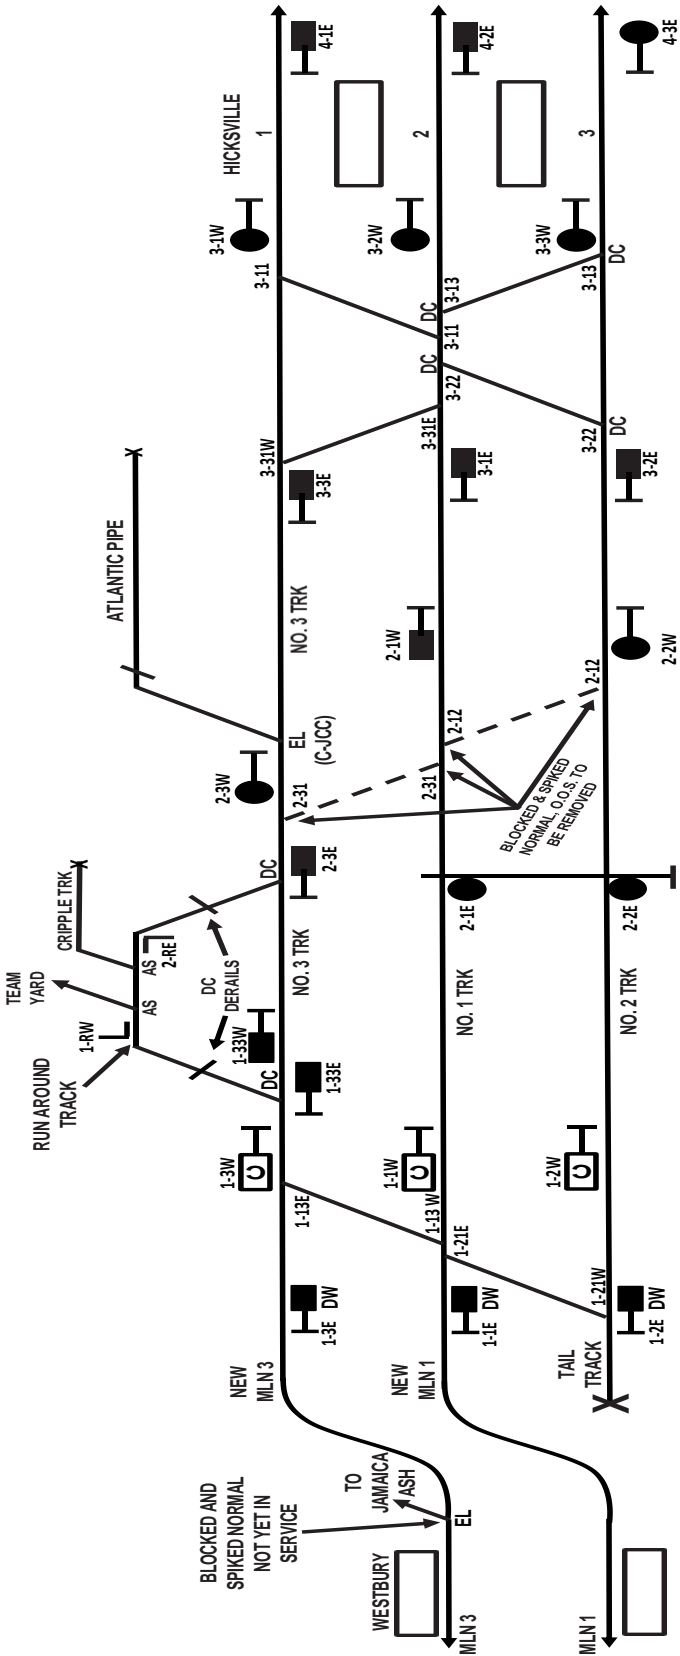 HICKSVILLE
1
2
3
4-1E
4-2E
4-3E
3-1W
3-2W
3-3W
3-11
3-13
DC
3-11
3-13
DC
DC
3-22
3-31E
3-31W
3-22
DC
3-3E
3-1E
3-2E
ATLANTIC PIPE
NO. 3 TRK
2-1W
2-2W
EL
(C-JCC)
2-12
2-12
2-3W
2-31
2-31
BLOCKED & SPIKED
NORMAL, O.O.S. TO
BE REMOVED
CRIPPLE TRK
DC
2-3E
2-1E
2-2E
TEAM
YARD
AS
AS
2-RE
DC
DERAILS
NO. 3 TRK
NO. 1 TRK
NO. 2 TRK
1-RW
RUN AROUND
TRACK
1-33W
DC
1-33E
1-3W
C
1-1W
C
1-2W
C
1-13E
1-13 W
1-21E
1-21W
1-3E
DW
1-1E
DW
1-2E
DW
NEW
MLN 3
NEW
MLN 1
TAIL
TRACK
X
BLOCKED AND
SPIKED NORMAL
NOT YET IN
SERVICE
TO
JAMAICA
ASH
EL
WESTBURY
MLN 3
MLN 1